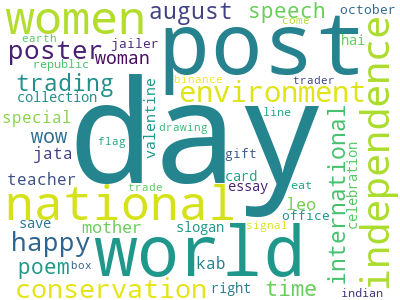 women
august
speech
october
come
earth
poster
jailer
woman
post
hai
republic
trading
binance
trader
environment
collection
special
valentine
flag
drawing
line
day
independence
wow
jata
gift
teacher
card
essay
eat
international
celebration
national
leo
office
save
mother
slogan
trade
signal
happy
world
poem
box
kab
time
conservation
right
indian